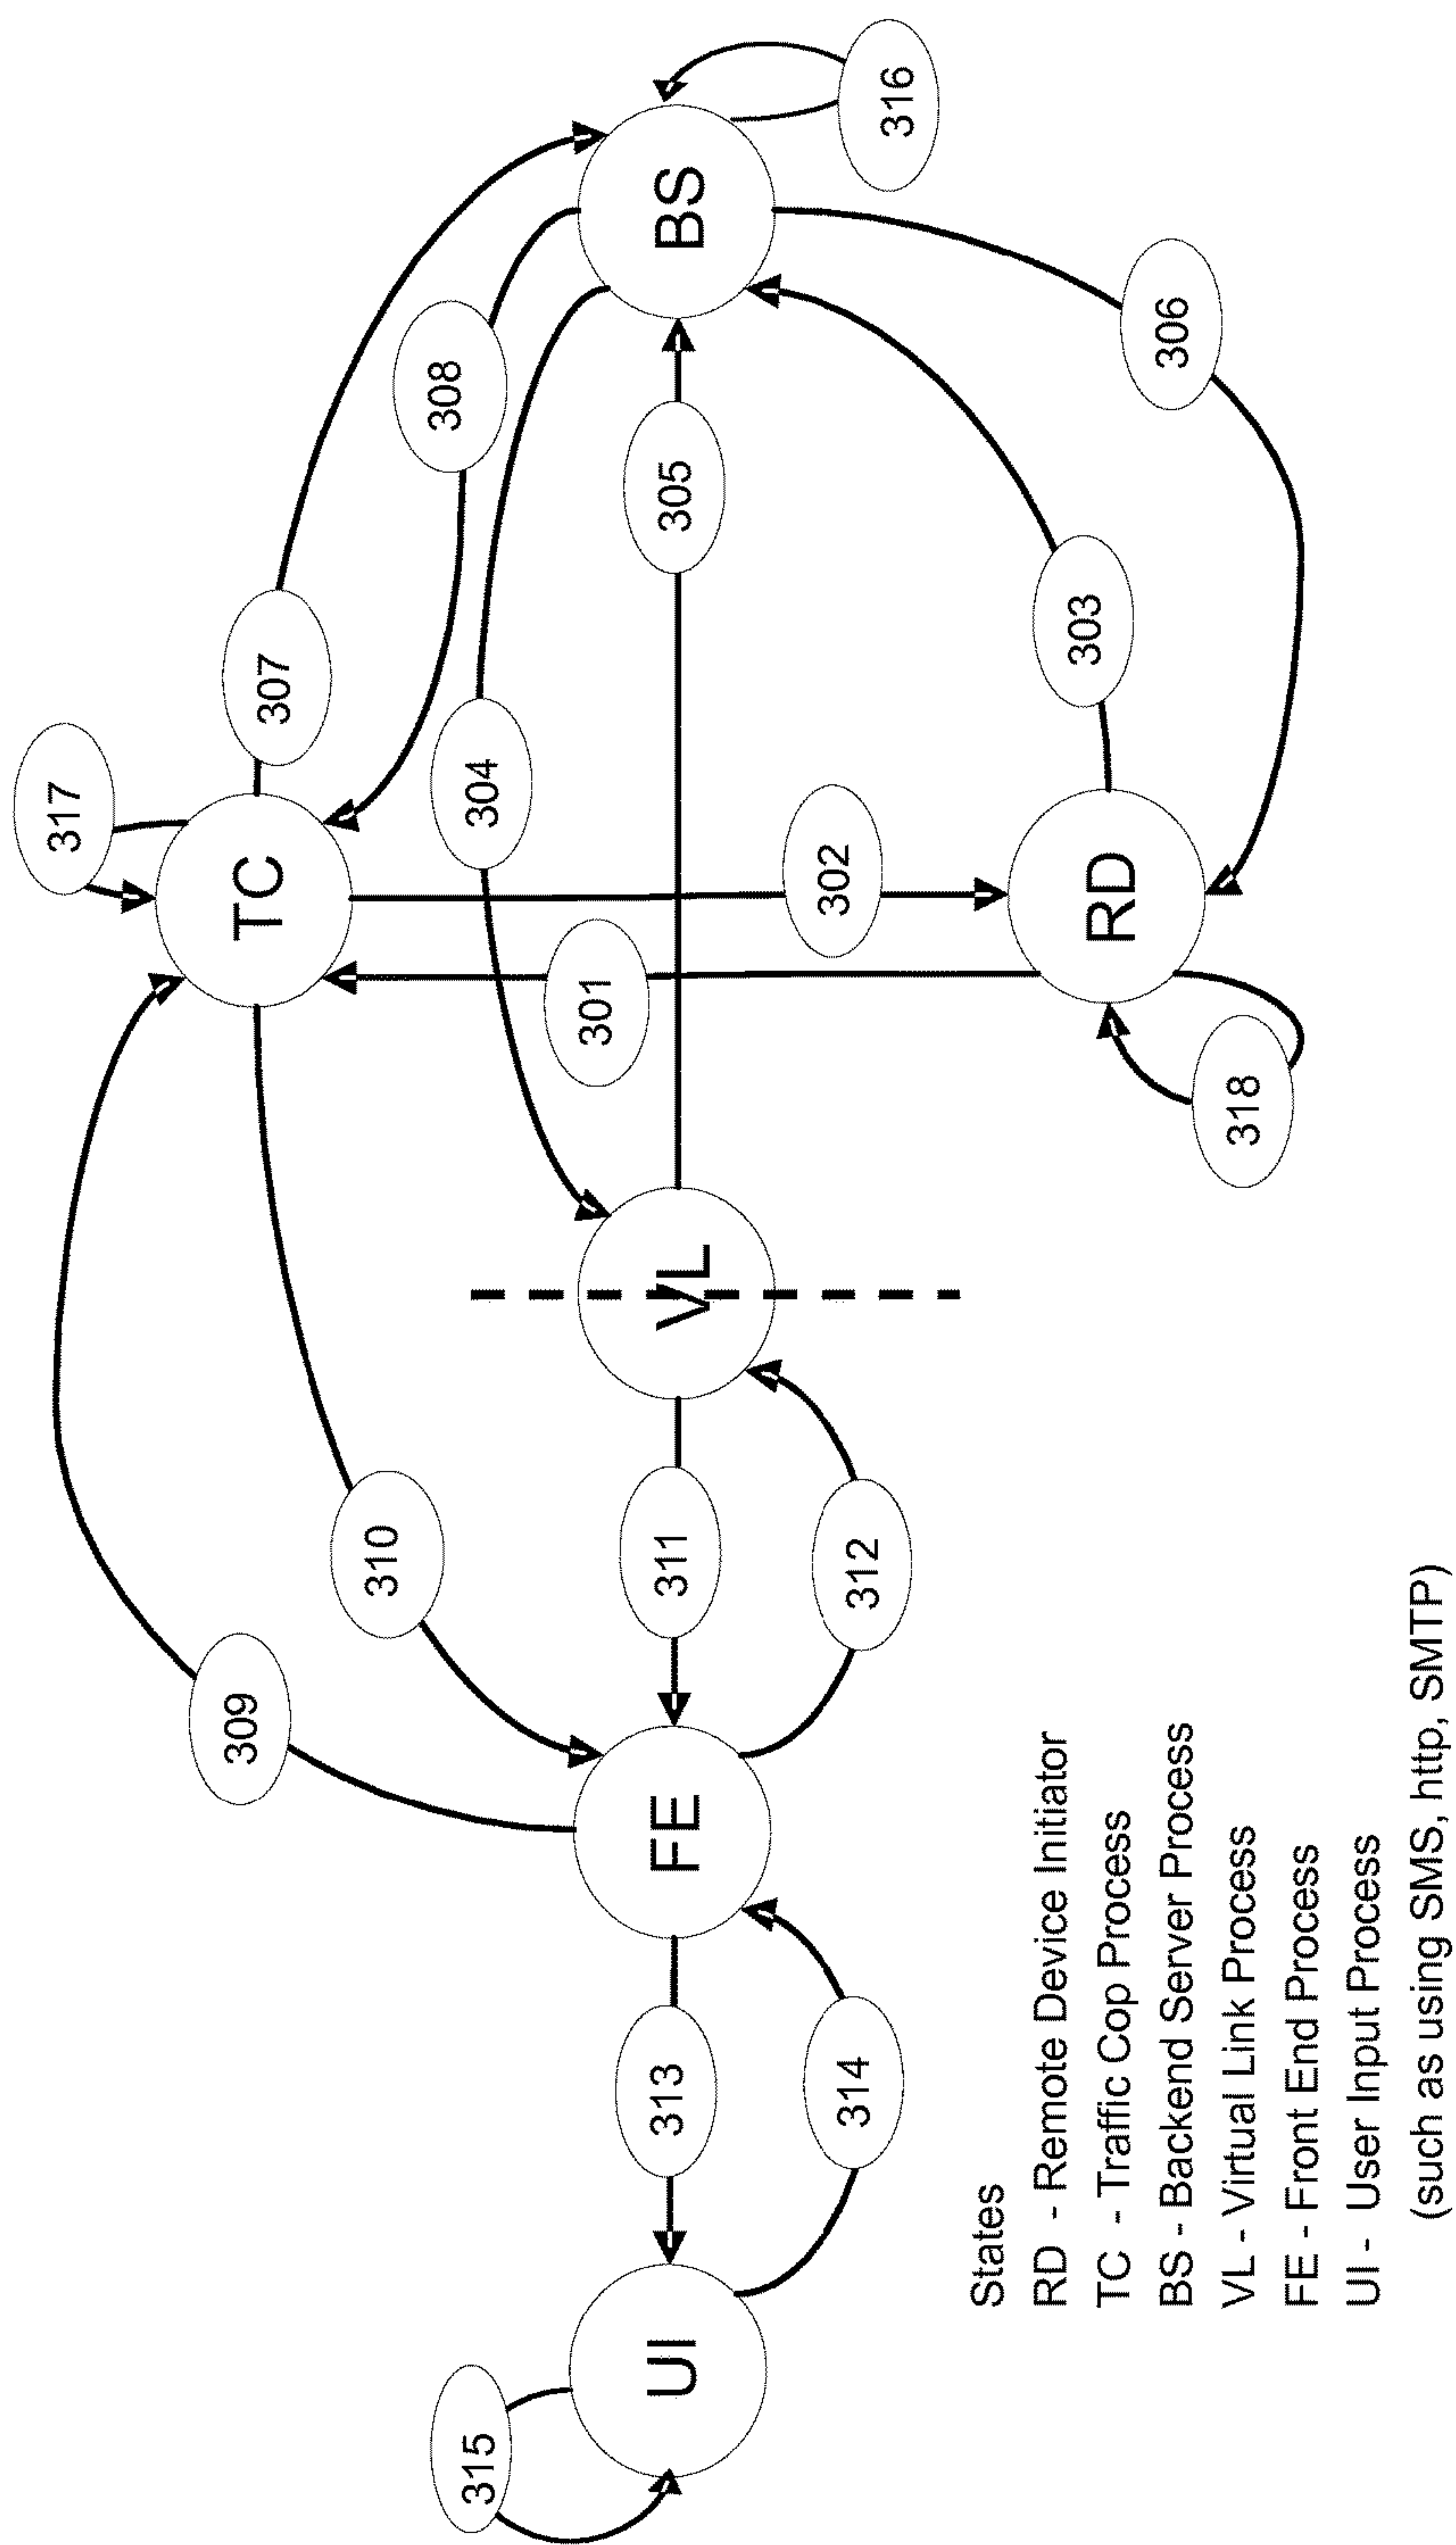 317
TC
307
308
BS
316
309
310
304
301
305
302
306
303
315
UI
313
314
FE
311
312
VL
RD
318
States
RD - Remote Device Initiator
TC - Traffic Cop Process
BS - Backend Server Process
VL - Virtual Link Process
FE - Front End Process
UI - User Input Process
(such as using SMS, http, SMTP)